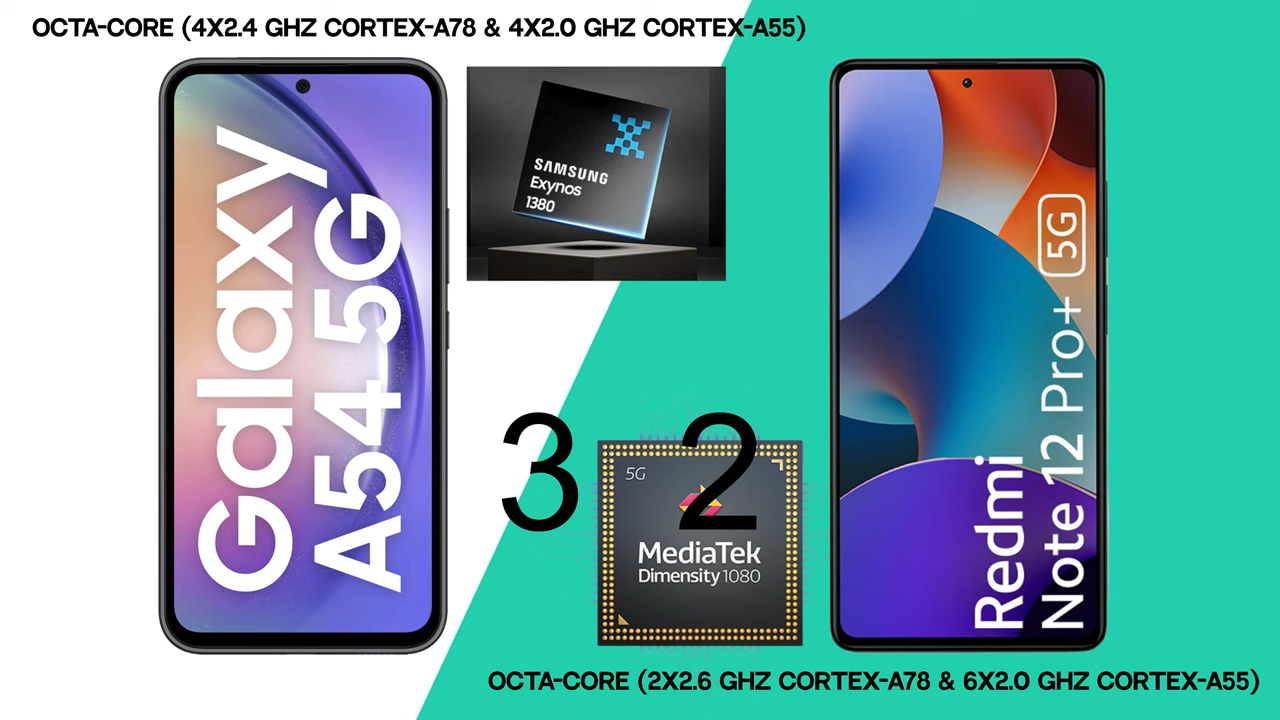 OCTA-CORE (4X2.4 GHZ CORTEX-A78 & 4X2.0 GHZ CORTEX-A55)
Galaxy
A54 5G
SAMSUNG
Exynos
1380
3 2
5G
MediaTek
Dimensity 1080
Redmi
Note 12 Pro+ 5G
OCTA-CORE (2X2.6 GHZ CORTEX-A78 & 6X2.0 GHZ CORTEX-A55)